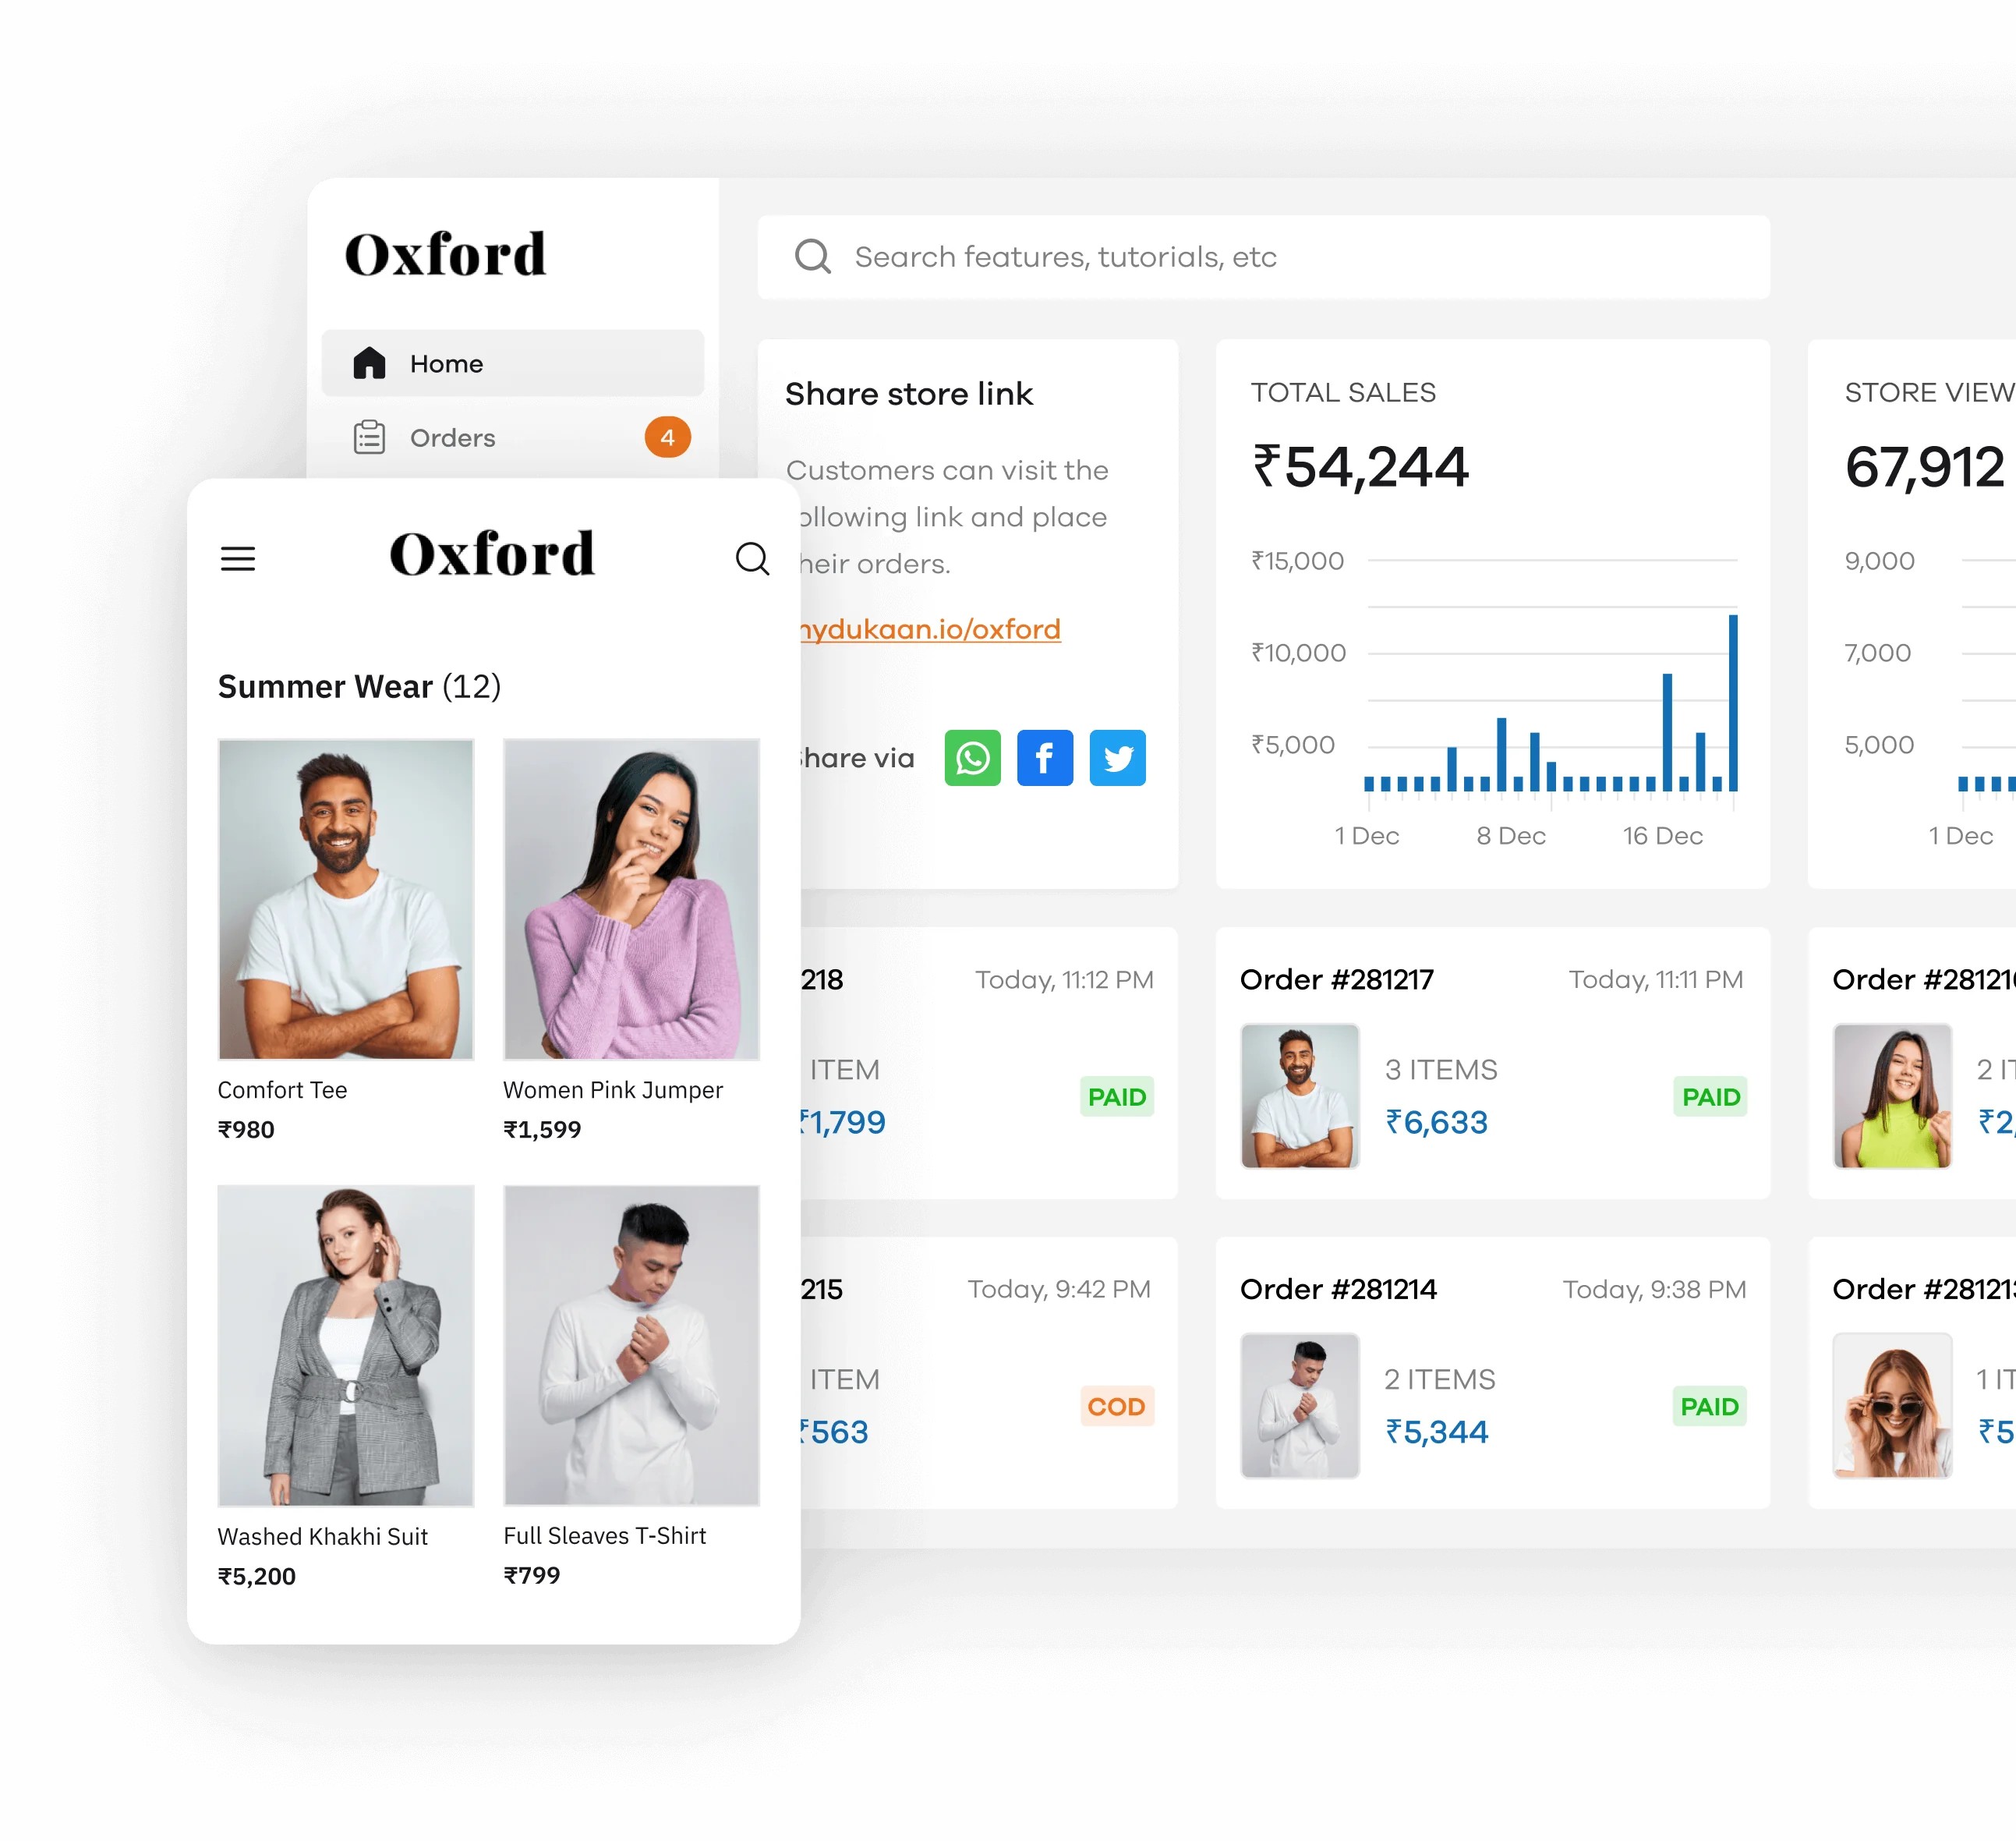 Oxford
Home
Orders 4
Search features, tutorials, etc
Share store link
Customers can visit the
ollowing link and place
heir orders.
nydukaan.io/oxford
hare via
TOTAL SALES
₹54,244
₹15,000
₹10,000
₹5,000
1 Dec 8 Dec 16 Dec
STORE VIEW
67,912
9,000
7,000
5,000
1 Dec
218 Today, 11:12 PM
ITEM
₹1,799
PAID
Order #281217 Today, 11:11 PM
3 ITEMS
₹6,633
PAID
Order #28121
2 IT
₹2,
215 Today, 9:42 PM
ITEM
₹563
COD
Order #281214 Today, 9:38 PM
2 ITEMS
₹5,344
PAID
Order #28121
1 IT
₹5
Oxford
Summer Wear (12)
Comfort Tee
₹980
Women Pink Jumper
₹1,599
Washed Khakhi Suit
₹5,200
Full Sleaves T-Shirt
₹799